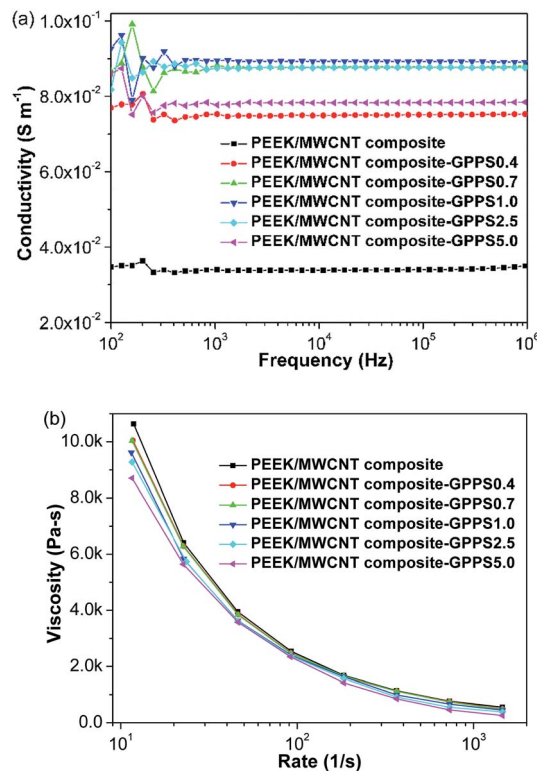 (a)
1.0x10⁻¹
8.0x10⁻²
6.0x10⁻²
4.0x10⁻²
2.0x10⁻²
Conductivity (S m⁻¹)
PEEK/MWCNT composite
PEEK/MWCNT composite-GPPS0.4
PEEK/MWCNT composite-GPPS0.7
PEEK/MWCNT composite-GPPS1.0
PEEK/MWCNT composite-GPPS2.5
PEEK/MWCNT composite-GPPS5.0
10² 10³ 10⁴ 10⁵ 10⁶
Frequency (Hz)
(b)
10.0k
8.0k
6.0k
4.0k
2.0k
0.0
Viscosity (Pa-s)
PEEK/MWCNT composite
PEEK/MWCNT composite-GPPS0.4
PEEK/MWCNT composite-GPPS0.7
PEEK/MWCNT composite-GPPS1.0
PEEK/MWCNT composite-GPPS2.5
PEEK/MWCNT composite-GPPS5.0
10¹ 10² 10³
Rate (1/s)